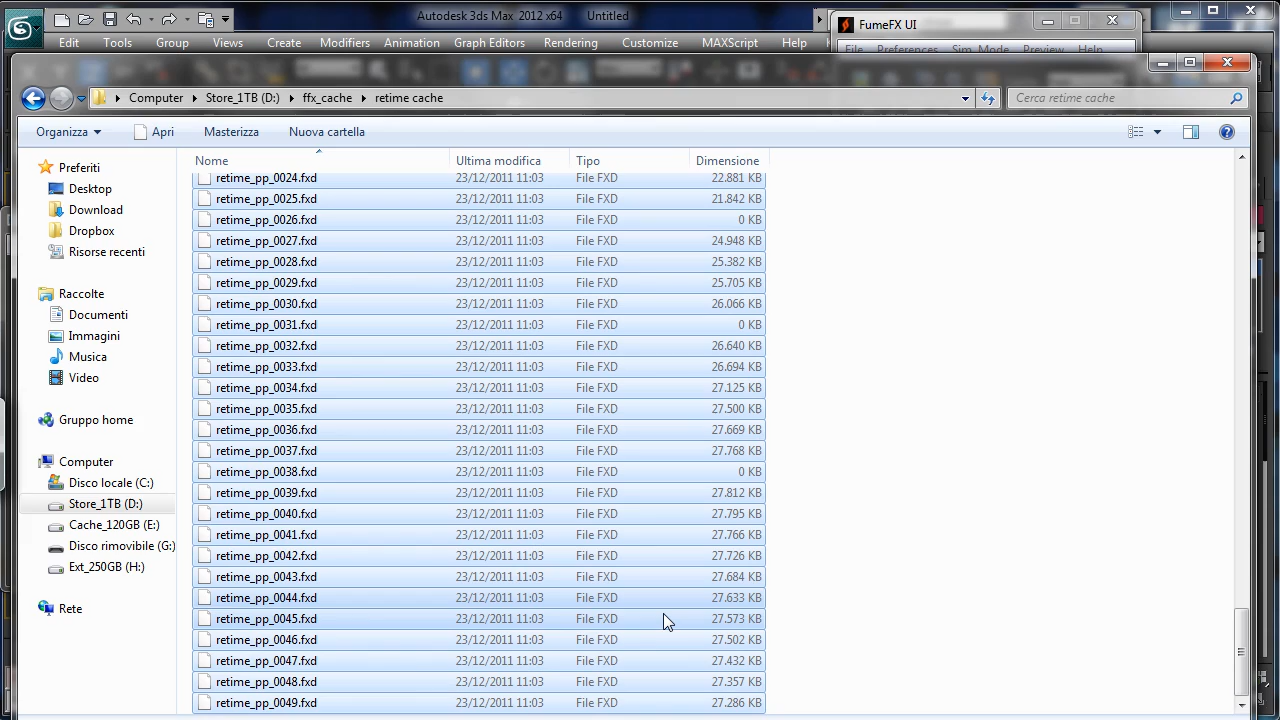 Autodesk 3ds Max 2012 x64 Untitled
FumeFX UI
Edit Tools Group Views Create Modifiers Animation Graph Editors Rendering Customize MAXScript Help
File Preferences Sim Mode Preview Help
Computer Store_1TB (D:) ffx_cache retime cache
Cerca retime cache
Organizza Apri Masterizza Nuova cartella
Nome Ultima modifica Tipo Dimensione
Preferiti
Desktop
Download
Dropbox
Risorse recenti
Raccolte
Documenti
Immagini
Musica
Video
Gruppo home
Computer
Disco locale (C:)
Store_1TB (D:)
Cache_120GB (E:)
Disco rimovibile (G:)
Ext_250GB (H:)
Rete
retime_pp_0024.fxd 23/12/2011 11:03 File FXD 22.881 KB
retime_pp_0025.fxd 23/12/2011 11:03 File FXD 21.842 KB
retime_pp_0026.fxd 23/12/2011 11:03 File FXD 0 KB
retime_pp_0027.fxd 23/12/2011 11:03 File FXD 24.948 KB
retime_pp_0028.fxd 23/12/2011 11:03 File FXD 25.382 KB
retime_pp_0029.fxd 23/12/2011 11:03 File FXD 25.705 KB
retime_pp_0030.fxd 23/12/2011 11:03 File FXD 26.066 KB
retime_pp_0031.fxd 23/12/2011 11:03 File FXD 0 KB
retime_pp_0032.fxd 23/12/2011 11:03 File FXD 26.640 KB
retime_pp_0033.fxd 23/12/2011 11:03 File FXD 26.694 KB
retime_pp_0034.fxd 23/12/2011 11:03 File FXD 27.125 KB
retime_pp_0035.fxd 23/12/2011 11:03 File FXD 27.500 KB
retime_pp_0036.fxd 23/12/2011 11:03 File FXD 27.669 KB
retime_pp_0037.fxd 23/12/2011 11:03 File FXD 27.768 KB
retime_pp_0038.fxd 23/12/2011 11:03 File FXD 0 KB
retime_pp_0039.fxd 23/12/2011 11:03 File FXD 27.812 KB
retime_pp_0040.fxd 23/12/2011 11:03 File FXD 27.795 KB
retime_pp_0041.fxd 23/12/2011 11:03 File FXD 27.766 KB
retime_pp_0042.fxd 23/12/2011 11:03 File FXD 27.726 KB
retime_pp_0043.fxd 23/12/2011 11:03 File FXD 27.684 KB
retime_pp_0044.fxd 23/12/2011 11:03 File FXD 27.633 KB
retime_pp_0045.fxd 23/12/2011 11:03 File FXD 27.573 KB
retime_pp_0046.fxd 23/12/2011 11:03 File FXD 27.502 KB
retime_pp_0047.fxd 23/12/2011 11:03 File FXD 27.432 KB
retime_pp_0048.fxd 23/12/2011 11:03 File FXD 27.357 KB
retime_pp_0049.fxd 23/12/2011 11:03 File FXD 27.286 KB